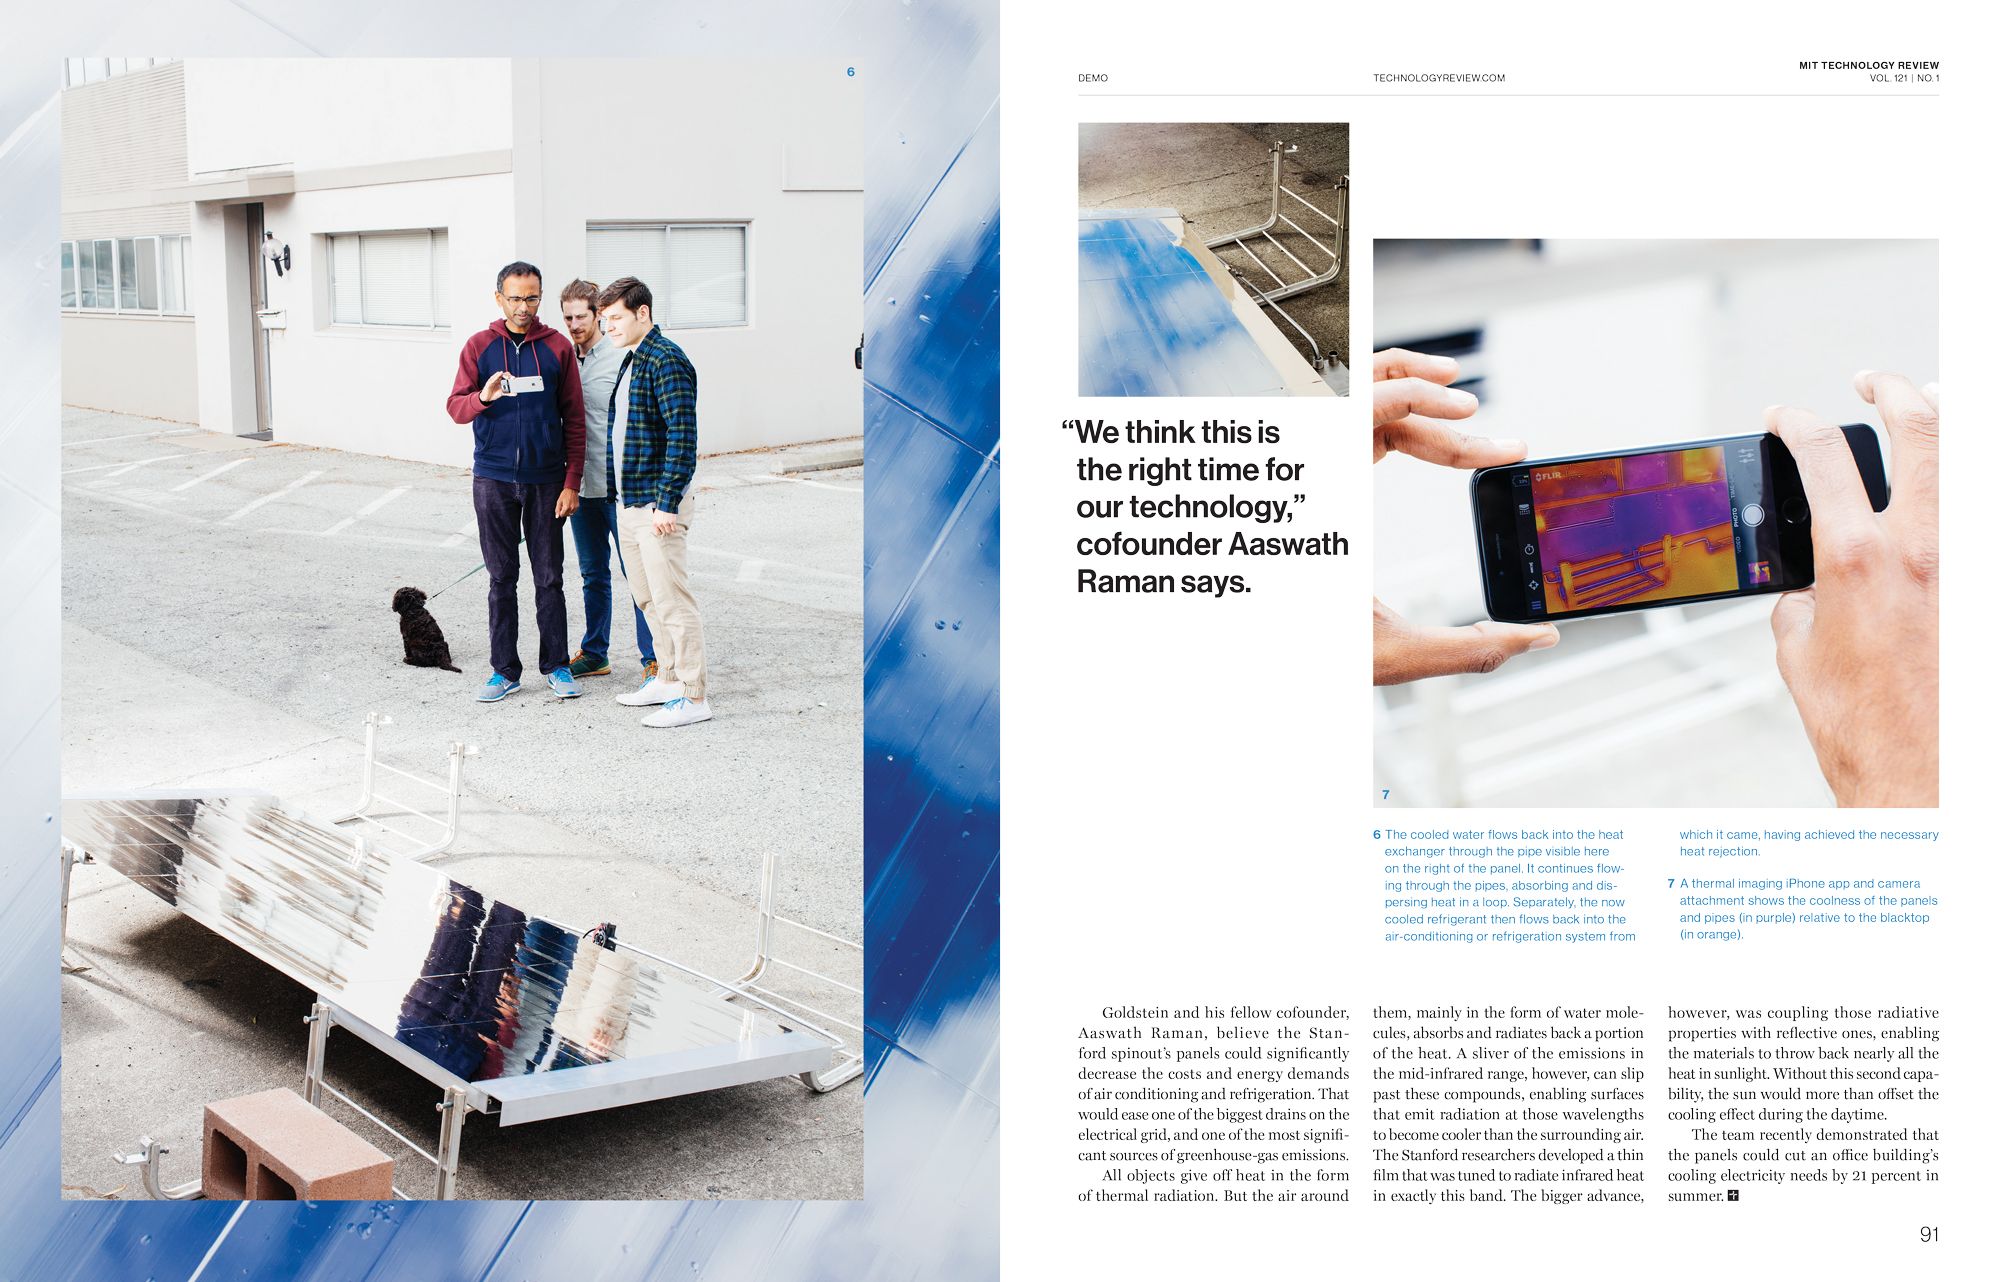 6
DEMO
TECHNOLOGYREVIEW.COM
MIT TECHNOLOGY REVIEW
VOL. 121 | NO. 1
“We think this is
the right time for
our technology,”
cofounder Aaswath
Raman says.
FLIR
PHOTO
VIDEO
7
6 The cooled water flows back into the heat
exchanger through the pipe visible here
on the right of the panel. It continues flow-
ing through the pipes, absorbing and dis-
persing heat in a loop. Separately, the now
cooled refrigerant then flows back into the
air-conditioning or refrigeration system from
which it came, having achieved the necessary
heat rejection.
7 A thermal imaging iPhone app and camera
attachment shows the coolness of the panels
and pipes (in purple) relative to the blacktop
(in orange).
Goldstein and his fellow cofounder,
Aaswath Raman, believe the Stan-
ford spinout’s panels could significantly
decrease the costs and energy demands
of air conditioning and refrigeration. That
would ease one of the biggest drains on the
electrical grid, and one of the most signifi-
cant sources of greenhouse-gas emissions.
All objects give off heat in the form
of thermal radiation. But the air around
them, mainly in the form of water mole-
cules, absorbs and radiates back a portion
of the heat. A sliver of the emissions in
the mid-infrared range, however, can slip
past these compounds, enabling surfaces
that emit radiation at those wavelengths
to become cooler than the surrounding air.
The Stanford researchers developed a thin
film that was tuned to radiate infrared heat
in exactly this band. The bigger advance,
however, was coupling those radiative
properties with reflective ones, enabling
the materials to throw back nearly all the
heat in sunlight. Without this second capa-
bility, the sun would more than offset the
cooling effect during the daytime.
The team recently demonstrated that
the panels could cut an office building’s
cooling electricity needs by 21 percent in
summer.
91